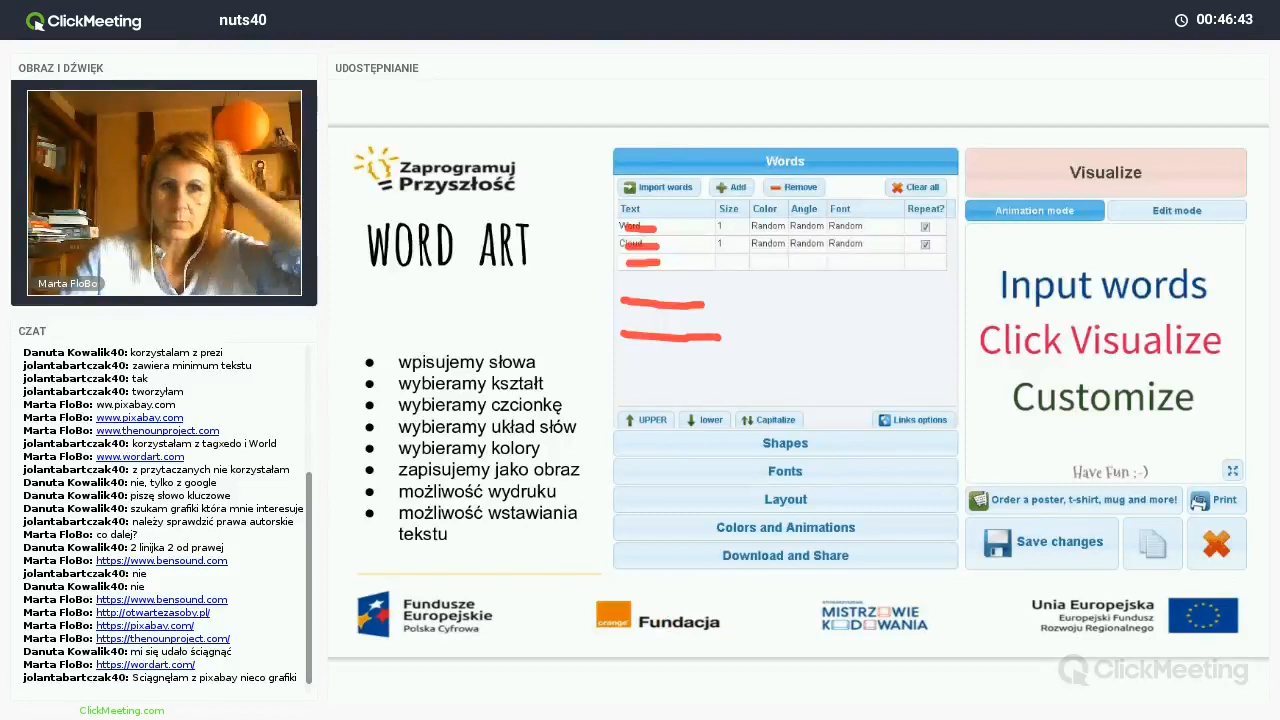 ClickMeeting
nuts40
00:46:43
OBRAZ I DŹWIĘK
Marta FloBo
CZAT
Danuta Kowalik40: korzystalam z prezi
jolantabartczak40: zawiera minimum tekstu
jolantabartczak40: tak
jolantabartczak40: tworzyłam
Marta FloBo: ww.pixabay.com
Marta FloBo: www.pixabay.com
Marta FloBo: www.thenounproject.com
jolantabartczak40: korzystałam z tagxedo i World
Marta FloBo: www.wordart.com
jolantabartczak40: z przytaczanych nie korzystałam
Danuta Kowalik40: nie, tylko z google
Danuta Kowalik40: piszę słowo kluczowe
Danuta Kowalik40: szukam grafiki która mnie interesuje
jolantabartczak40: należy sprawdzić prawa autorskie
Marta FloBo: co dalej?
Danuta Kowalik40: 2 linijka 2 od prawej
Marta FloBo: https://www.bensound.com
jolantabartczak40: nie
Danuta Kowalik40: nie
Marta FloBo: https://www.bensound.com
Marta FloBo: http://otwartezasoby.pl/
Marta FloBo: https://pixabay.com/
Marta FloBo: https://thenounproject.com/
Danuta Kowalik40: mi się udało ściągnąć
Marta FloBo: https://wordart.com/
jolantabartczak40: Sciągnęłam z pixabay nieco grafiki
ClickMeeting.com
UDOSTĘPNIANIE
Zaprogramuj
Przyszłość
WORD ART
● wpisujemy słowa
● wybieramy kształt
● wybieramy czcionkę
● wybieramy układ słów
● wybieramy kolory
● zapisujemy jako obraz
● możliwość wydruku
● możliwość wstawiania
tekstu
Words
Import words Add Remove Clear all
Text Size Color Angle Font Repeat?
Word 1 Random Random Random
Cloud 1 Random Random Random
UPPER lower Capitalize Links options
Shapes
Fonts
Layout
Colors and Animations
Download and Share
Visualize
Animation mode Edit mode
Input words
Click Visualize
Customize
Have Fun :-)
Order a poster, t-shirt, mug and more! Print
Save changes
Fundusze
Europejskie
Polska Cyfrowa
orange
Fundacja
MISTRZOWIE
KODOWANIA
Unia Europejska
Europejski Fundusz
Rozwoju Regionalnego
ClickMeeting